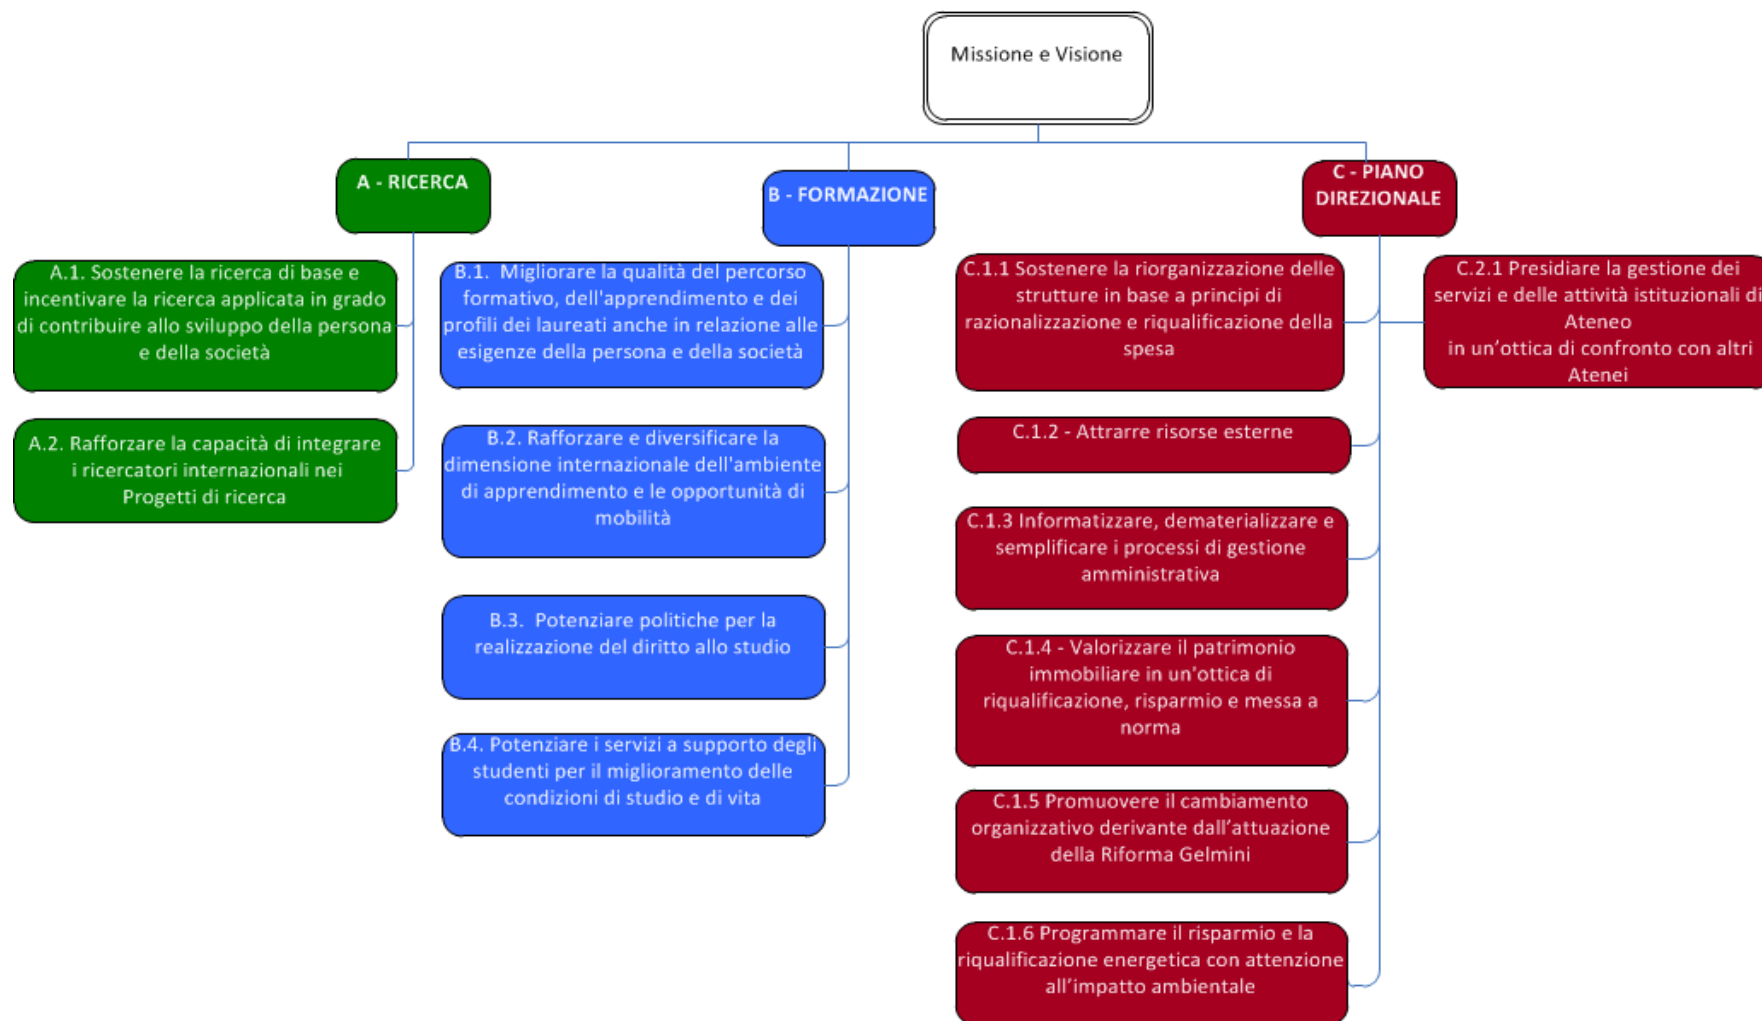 Missione e Visione
A - RICERCA
A.1. Sostenere la ricerca di base e
incentivare la ricerca applicata in grado
di contribuire allo sviluppo della persona
e della società
A.2. Rafforzare la capacità di integrare
i ricercatori internazionali nei
Progetti di ricerca
B - FORMAZIONE
B.1.  Migliorare la qualità del percorso
formativo, dell'apprendimento e dei
profili dei laureati anche in relazione alle
esigenze della persona e della società
B.2. Rafforzare e diversificare la
dimensione internazionale dell'ambiente
di apprendimento e le opportunità di
mobilità
B.3.  Potenziare politiche per la
realizzazione del diritto allo studio
B.4. Potenziare i servizi a supporto degli
studenti per il miglioramento delle
condizioni di studio e di vita
C - PIANO
DIREZIONALE
C.1.1 Sostenere la riorganizzazione delle
strutture in base a principi di
razionalizzazione e riqualificazione della
spesa
C.1.2 - Attrarre risorse esterne
C.1.3 Informatizzare, dematerializzare e
semplificare i processi di gestione
amministrativa
C.1.4 - Valorizzare il patrimonio
immobiliare in un'ottica di
riqualificazione, risparmio e messa a
norma
C.1.5 Promuovere il cambiamento
organizzativo derivante dall’attuazione
della Riforma Gelmini
C.1.6 Programmare il risparmio e la
riqualificazione energetica con attenzione
all’impatto ambientale
C.2.1 Presidiare la gestione dei
servizi e delle attività istituzionali di
Ateneo
in un’ottica di confronto con altri
Atenei